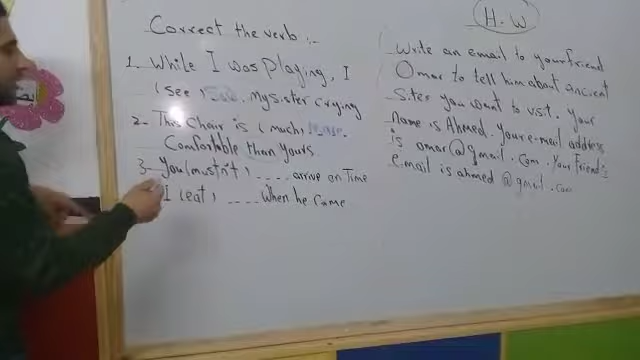 Correct the verb :-
1. While I was playing, I
(see) saw. My sister crying
2- This Chair is (much) more.
Comfortable than yours
3- You (mustn't) .... arrive on Time
I (eat) .... When he came
H.W
Write an email to your friend
Omar to tell him about ancient
Sites you want to visit. Your
name is Ahmed. Your e-mail address
is omar@gmail.com. Your Friend's
e.mail is ahmed@gmail.com